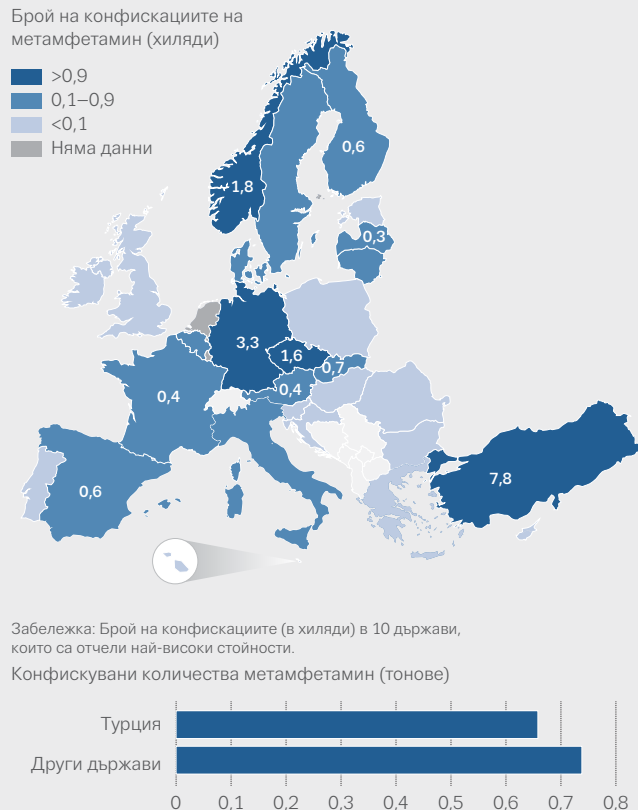 Брой на конфискациите на
метамфетамин (хиляди)
>0,9
0,1–0,9
<0,1
Няма данни
0,6
1,8
0,3
3,3
1,6
0,7
0,4
0,4
7,8
0,6
Забележка: Брой на конфискациите (в хиляди) в 10 държави,
които са отчели най-високи стойности.
Конфискувани количества метамфетамин (тонове)
Турция
Други държави
0 0,1 0,2 0,3 0,4 0,5 0,6 0,7 0,8